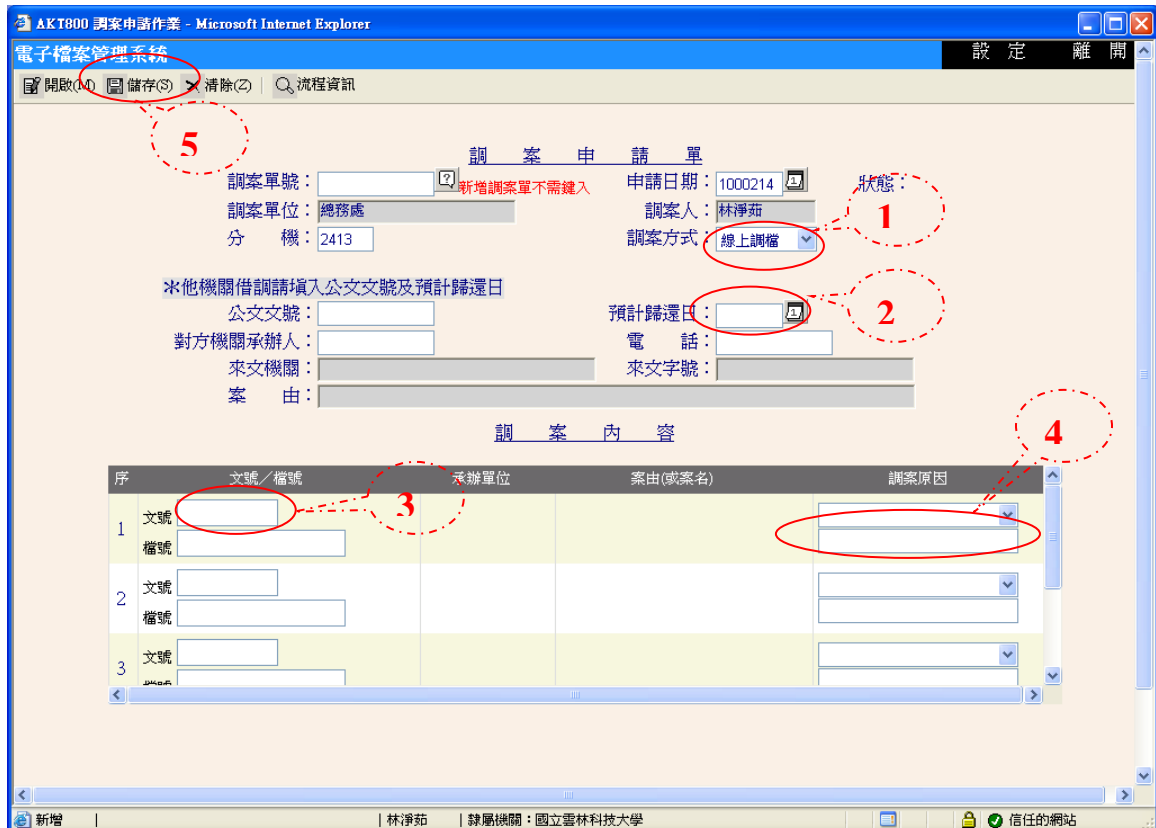 AKT800 調案申請作業 - Microsoft Internet Explorer
電子檔案管理系統 設 定 離 開
開啟(M) 儲存(S) 清除(Z) 流程資訊
5
調 案 申 請 單
調案單號： 新增調案單不需鍵入 申請日期：1000214 狀態：
調案單位：總務處 調案人：林淨茹
1
分 機：2413 調案方式：線上調檔
＊他機關借調請填入公文文號及預計歸還日
公文文號： 預計歸還日：
2
對方機關承辦人： 電 話：
來文機關： 來文字號：
案 由：
調 案 內 容
4
序 文號／檔號 承辦單位 案由(或案名) 調案原因
3
1 文號
檔號
2 文號
檔號
3 文號
檔號
新增 | | 林淨茹 | 隸屬機關：國立雲林科技大學 信任的網站